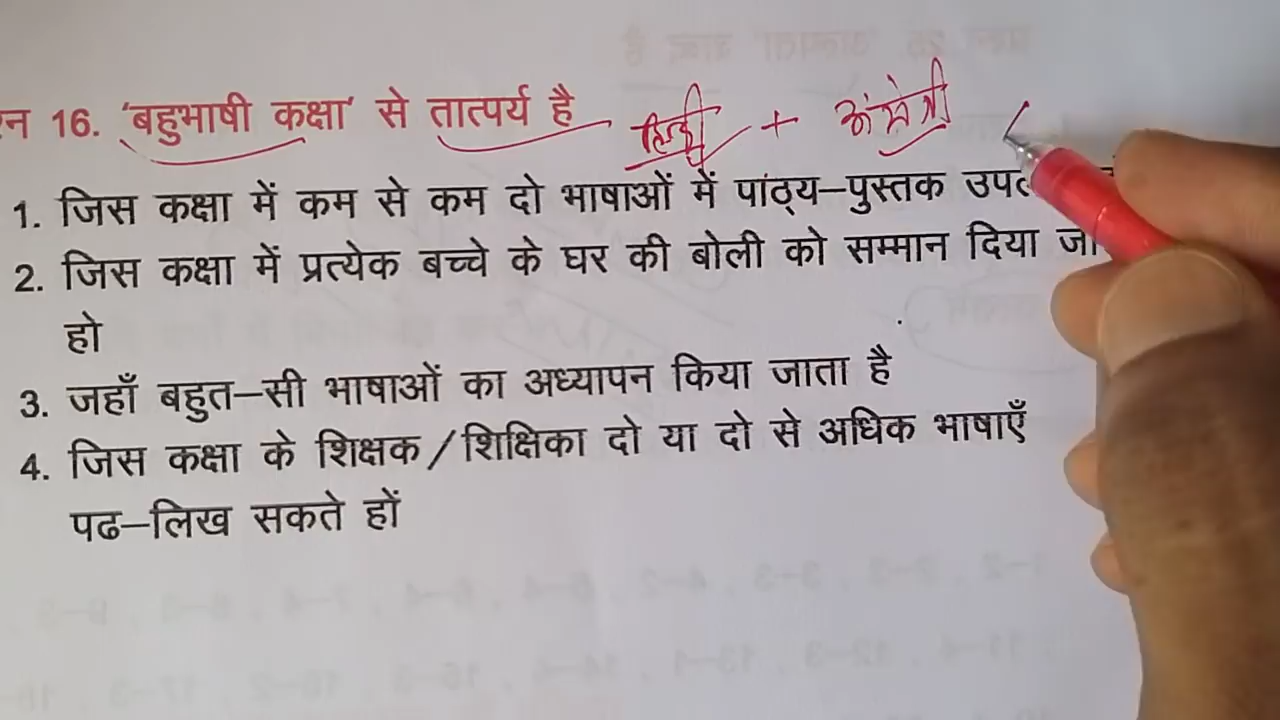 न 16. 'बहुभाषी कक्षा' से तात्पर्य है हिन्दी + अंग्रेजी
1. जिस कक्षा में कम से कम दो भाषाओं में पाठ्य–पुस्तक
2. जिस कक्षा में प्रत्येक बच्चे के घर की बोली को सम्मान दिया
हो
3. जहाँ बहुत–सी भाषाओं का अध्यापन किया जाता है
4. जिस कक्षा के शिक्षक/शिक्षिका दो या दो से अधिक भाषाएँ
पढ–लिख सकते हों